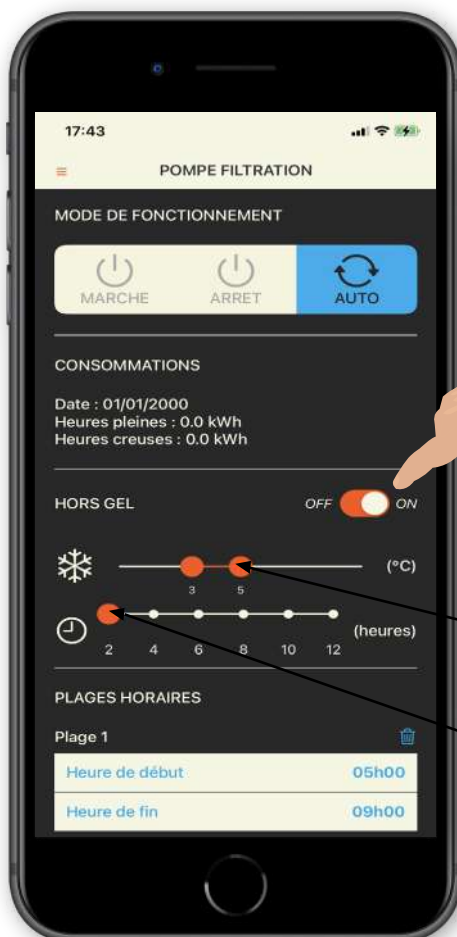 17:43
POMPE FILTRATION
MODE DE FONCTIONNEMENT
MARCHE ARRET AUTO
CONSOMMATIONS
Date : 01/01/2000
Heures pleines : 0.0 kWh
Heures creuses : 0.0 kWh
HORS GEL OFF ON
(°C)
3 5
(heures)
2 4 6 8 10 12
PLAGES HORAIRES
Plage 1
Heure de début 05h00
Heure de fin 09h00